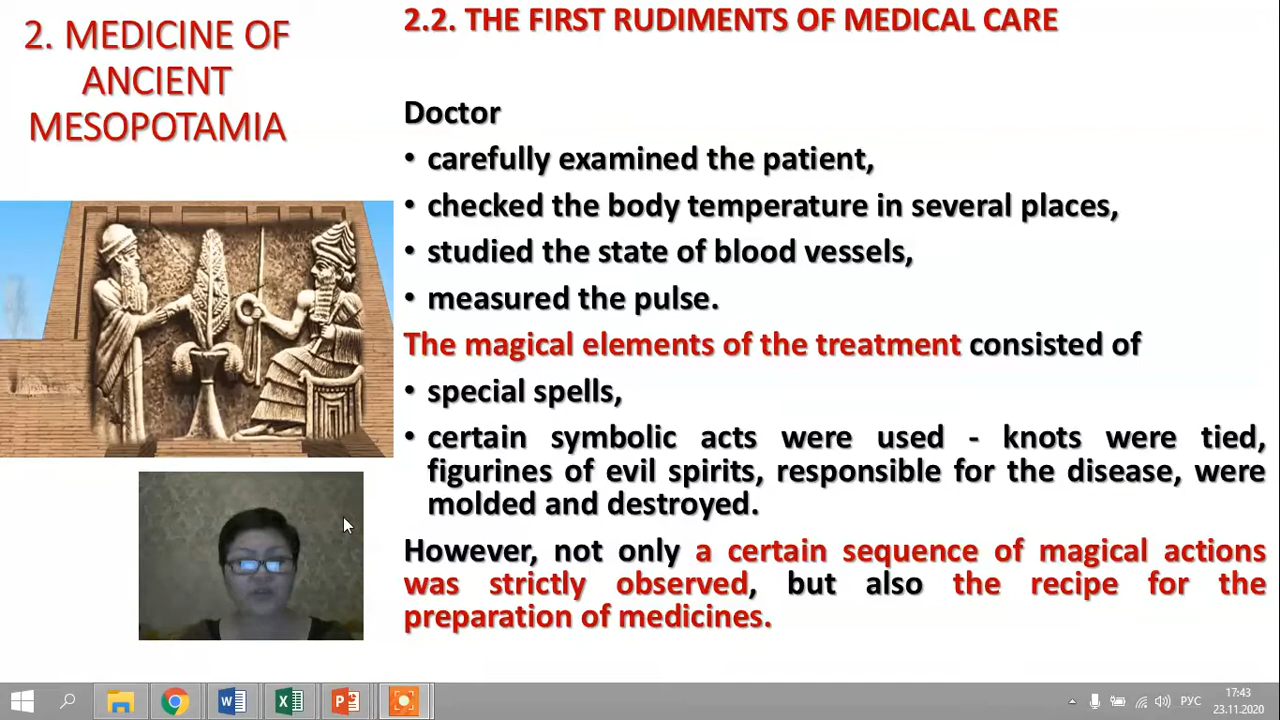 2. MEDICINE OF
ANCIENT
MESOPOTAMIA
2.2. THE FIRST RUDIMENTS OF MEDICAL CARE
Doctor
• carefully examined the patient,
• checked the body temperature in several places,
• studied the state of blood vessels,
• measured the pulse.
The magical elements of the treatment consisted of
• special spells,
• certain symbolic acts were used - knots were tied,
figurines of evil spirits, responsible for the disease, were
molded and destroyed.
However, not only a certain sequence of magical actions
was strictly observed, but also the recipe for the
preparation of medicines.
РУС
17:43
23.11.2020